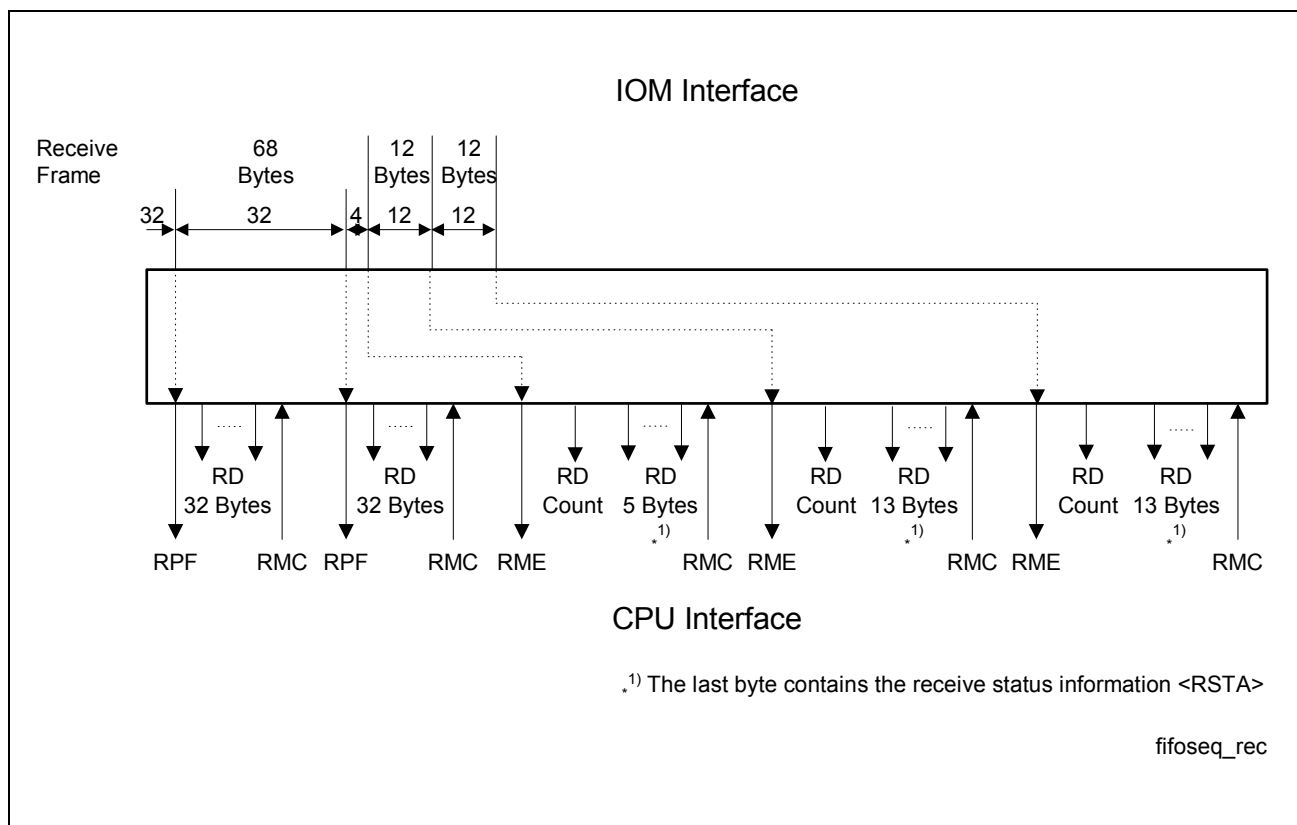 IOM Interface
Receive 68 12 12
Frame Bytes Bytes Bytes
32 32 4 12 12
..... ..... ..... ..... .....
RD RD RD RD RD RD RD RD
32 Bytes 32 Bytes Count 5 Bytes Count 13 Bytes Count 13 Bytes
*1) *1) *1)
RPF RMC RPF RMC RME RMC RME RMC RME RMC
CPU Interface
*1) The last byte contains the receive status information <RSTA>
fifoseq_rec